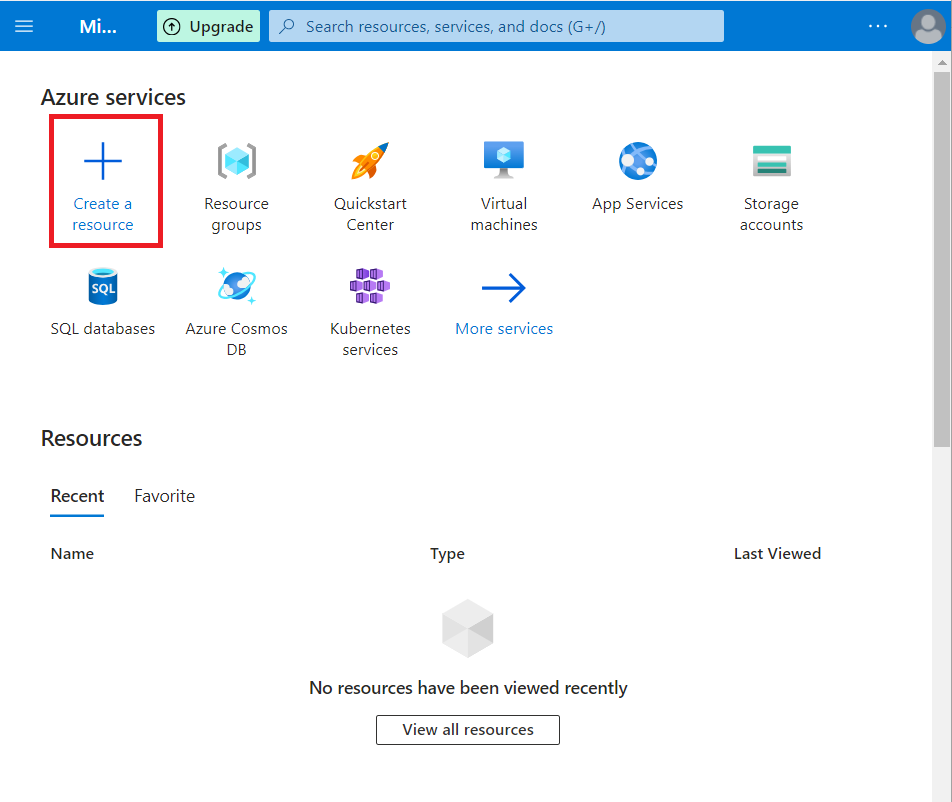 Mi...
Upgrade
Search resources, services, and docs (G+/)
...
Azure services
Create a
resource
Resource
groups
Quickstart
Center
Virtual
machines
App Services
Storage
accounts
SQL
SQL databases
Azure Cosmos
DB
Kubernetes
services
More services
Resources
Recent Favorite
Name Type Last Viewed
No resources have been viewed recently
View all resources